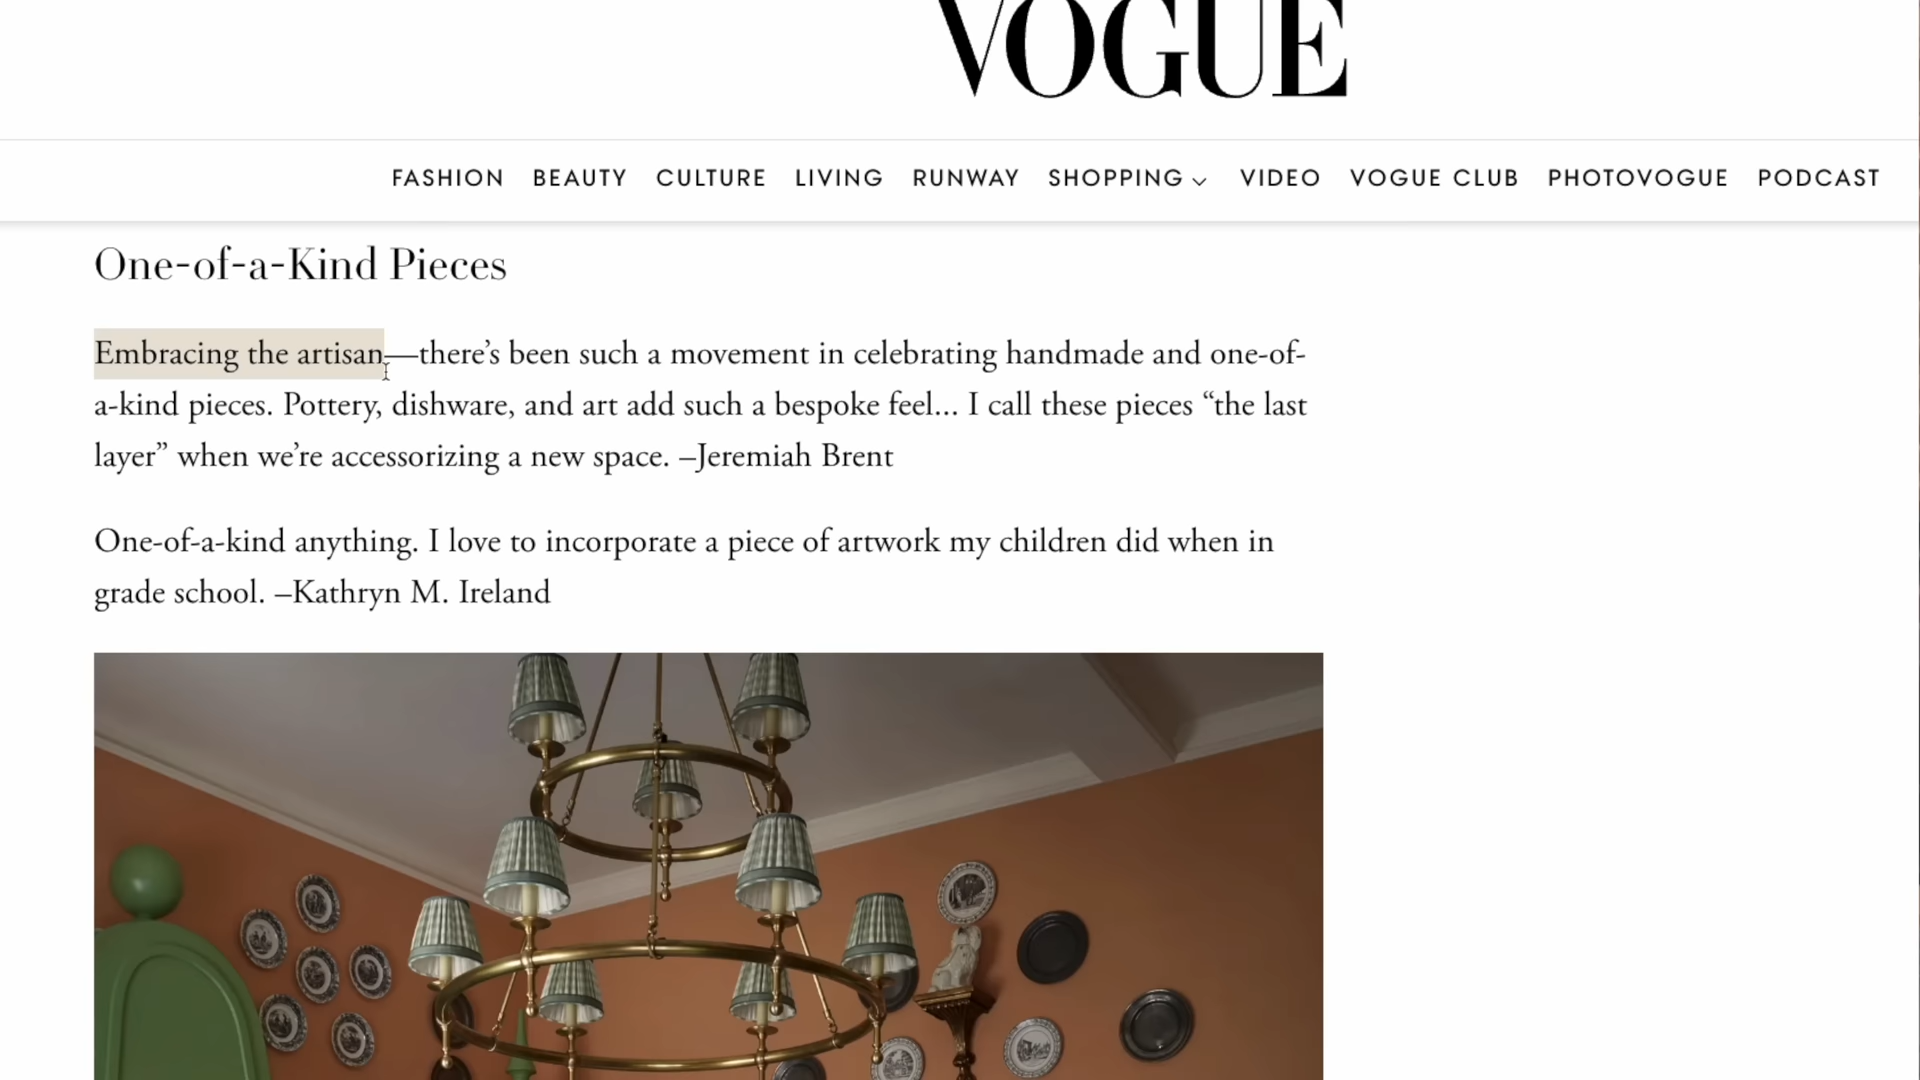 VOGUE
FASHION BEAUTY CULTURE LIVING RUNWAY SHOPPING VIDEO VOGUE CLUB PHOTOVOGUE PODCAST
One-of-a-Kind Pieces
Embracing the artisan—there’s been such a movement in celebrating handmade and one-of-
a-kind pieces. Pottery, dishware, and art add such a bespoke feel... I call these pieces “the last
layer” when we’re accessorizing a new space. –Jeremiah Brent
One-of-a-kind anything. I love to incorporate a piece of artwork my children did when in
grade school. –Kathryn M. Ireland